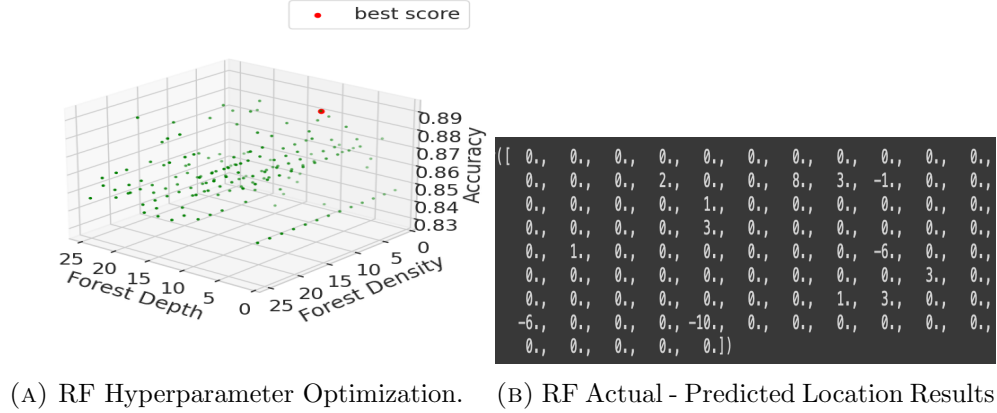 best score
0.89
0.88
0.87
0.86
0.85
0.84
0.83
Accuracy
25
20
15
10
5
0
Forest Depth
25
20
15
10
5
0
Forest Density
([ 0., 0., 0., 0., 0., 0., 0., 0., 0., 0., 0.,
0., 0., 0., 2., 0., 0., 8., 3., -1., 0., 0.,
0., 0., 0., 0., 1., 0., 0., 0., 0., 0., 0.,
0., 0., 0., 0., 3., 0., 0., 0., 0., 0., 0.,
0., 1., 0., 0., 0., 0., 0., 0., -6., 0., 0.,
0., 0., 0., 0., 0., 0., 0., 0., 0., 3., 0.,
0., 0., 0., 0., 0., 0., 0., 1., 3., 0., 0.,
-6., 0., 0., 0., -10., 0., 0., 0., 0., 0., 0.,
0., 0., 0., 0., 0.])
(A) RF Hyperparameter Optimization.
(B) RF Actual - Predicted Location Results